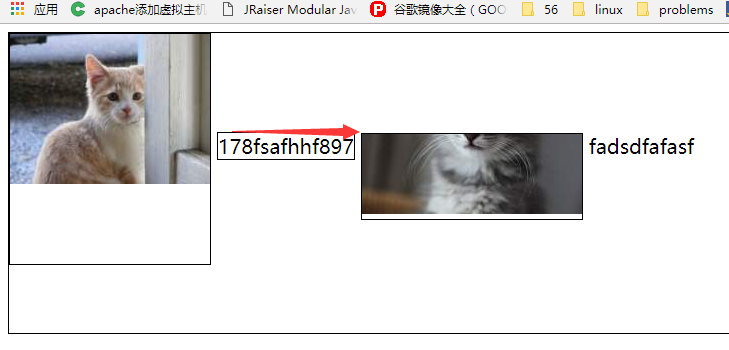 应用
apache添加虚拟主机
JRaiser Modular Jav
谷歌镜像大全（GOO
56
linux
problems
178fsafhhf897
fadsdfafasf